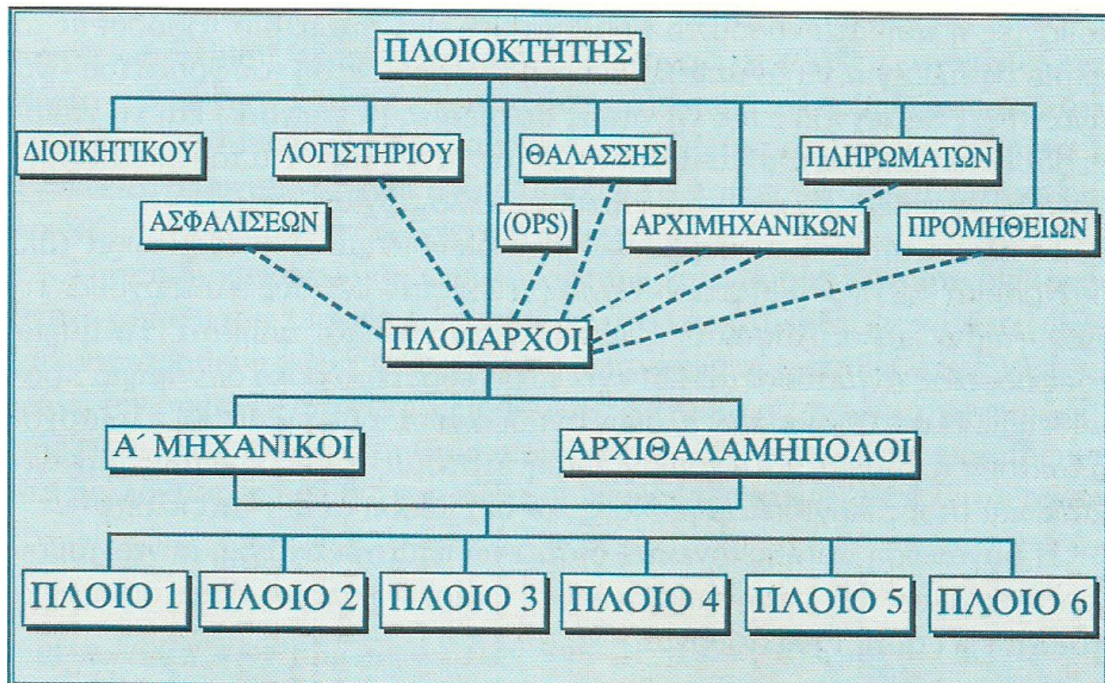 ΠΛΟΙΟΚΤΗΤΗΣ
ΔΙΟΙΚΗΤΙΚΟΥ
ΛΟΓΙΣΤΗΡΙΟΥ
ΘΑΛΑΣΣΗΣ
ΠΛΗΡΩΜΑΤΩΝ
ΑΣΦΑΛΙΣΕΩΝ
(OPS)
ΑΡΧΙΜΗΧΑΝΙΚΩΝ
ΠΡΟΜΗΘΕΙΩΝ
ΠΛΟΙΑΡΧΟΙ
Α΄ ΜΗΧΑΝΙΚΟΙ
ΑΡΧΙΘΑΛΑΜΗΠΟΛΟΙ
ΠΛΟΙΟ 1
ΠΛΟΙΟ 2
ΠΛΟΙΟ 3
ΠΛΟΙΟ 4
ΠΛΟΙΟ 5
ΠΛΟΙΟ 6